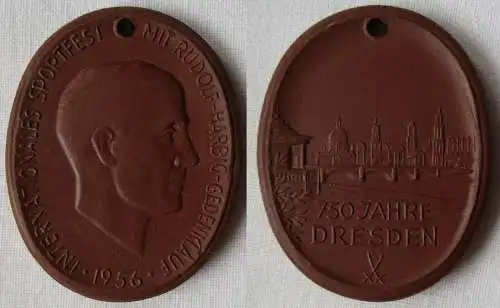 INTERNATIONALES SPORTFEST MIT RUDOLF-HARBIG-GEDENKLAUF
· 1956 ·
750 JAHRE
DRESDEN